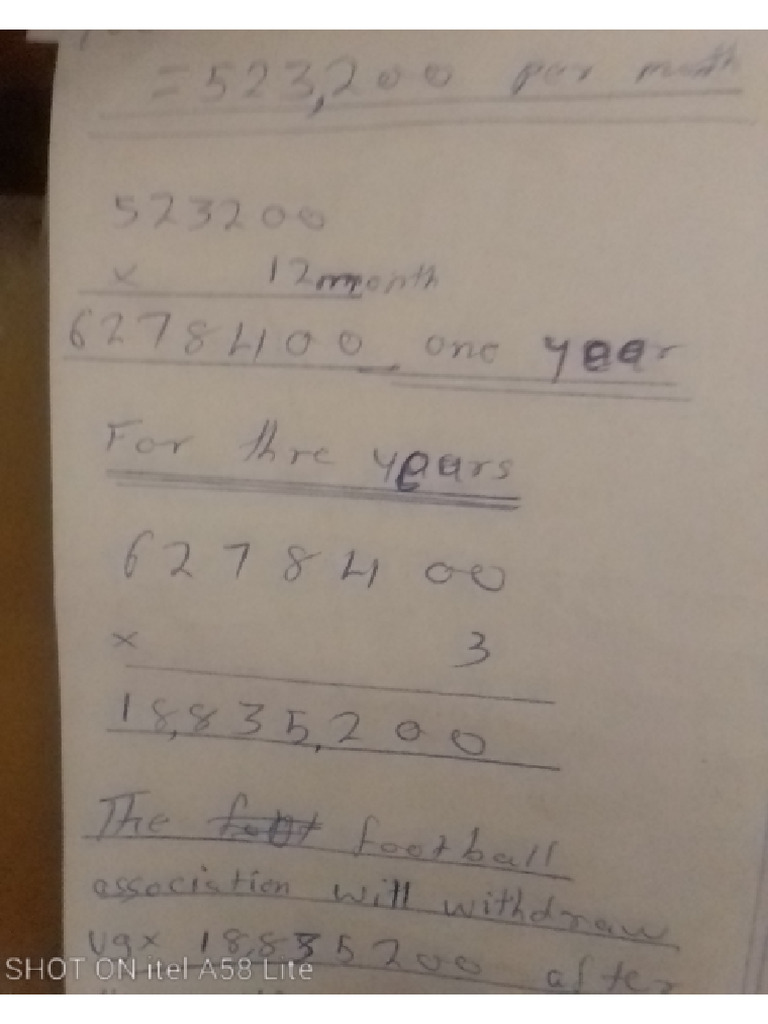 = 523,200 per month
523200
x 12month
6278400 one year
For thre years
6278400
x 3
18,835,200
The football
association will withdraw
ugx 18835200 after
SHOT ON itel A58 Lite